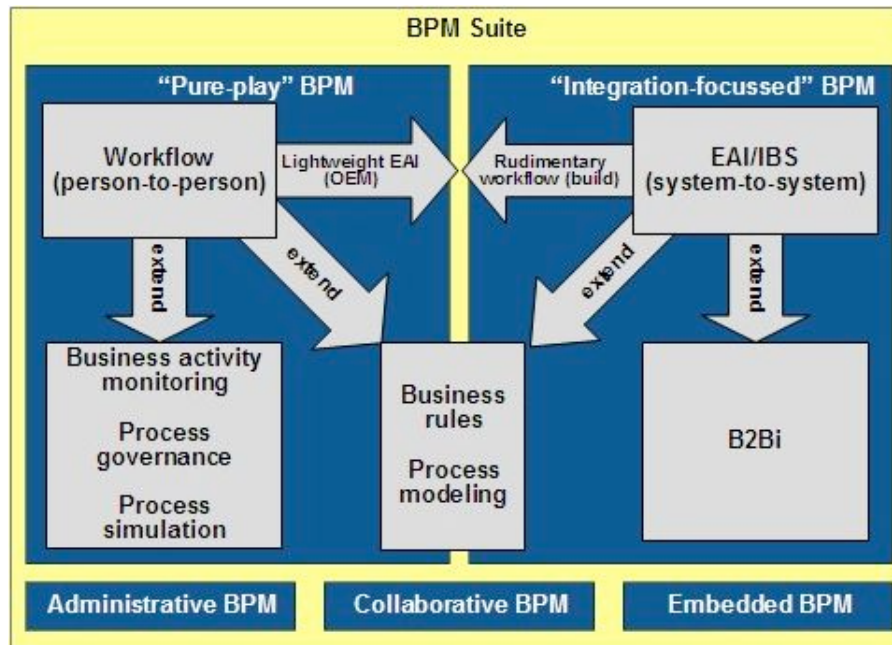 BPM Suite
“Pure-play” BPM
“Integration-focussed” BPM
Workflow
(person-to-person)
Lightweight EAI
(OEM)
Rudimentary
workflow (build)
EAI/IBS
(system-to-system)
extend
extend
extend
extend
Business activity
monitoring
Process
governance
Process
simulation
Business
rules
Process
modeling
B2Bi
Administrative BPM
Collaborative BPM
Embedded BPM